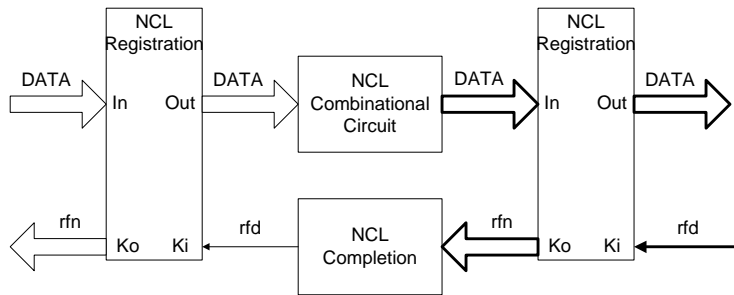 NCL
Registration
NCL
Registration
DATA
DATA
NCL
Combinational
Circuit
DATA
DATA
In
Out
In
Out
rfn
rfd
NCL
Completion
rfn
rfd
Ko
Ki
Ko
Ki